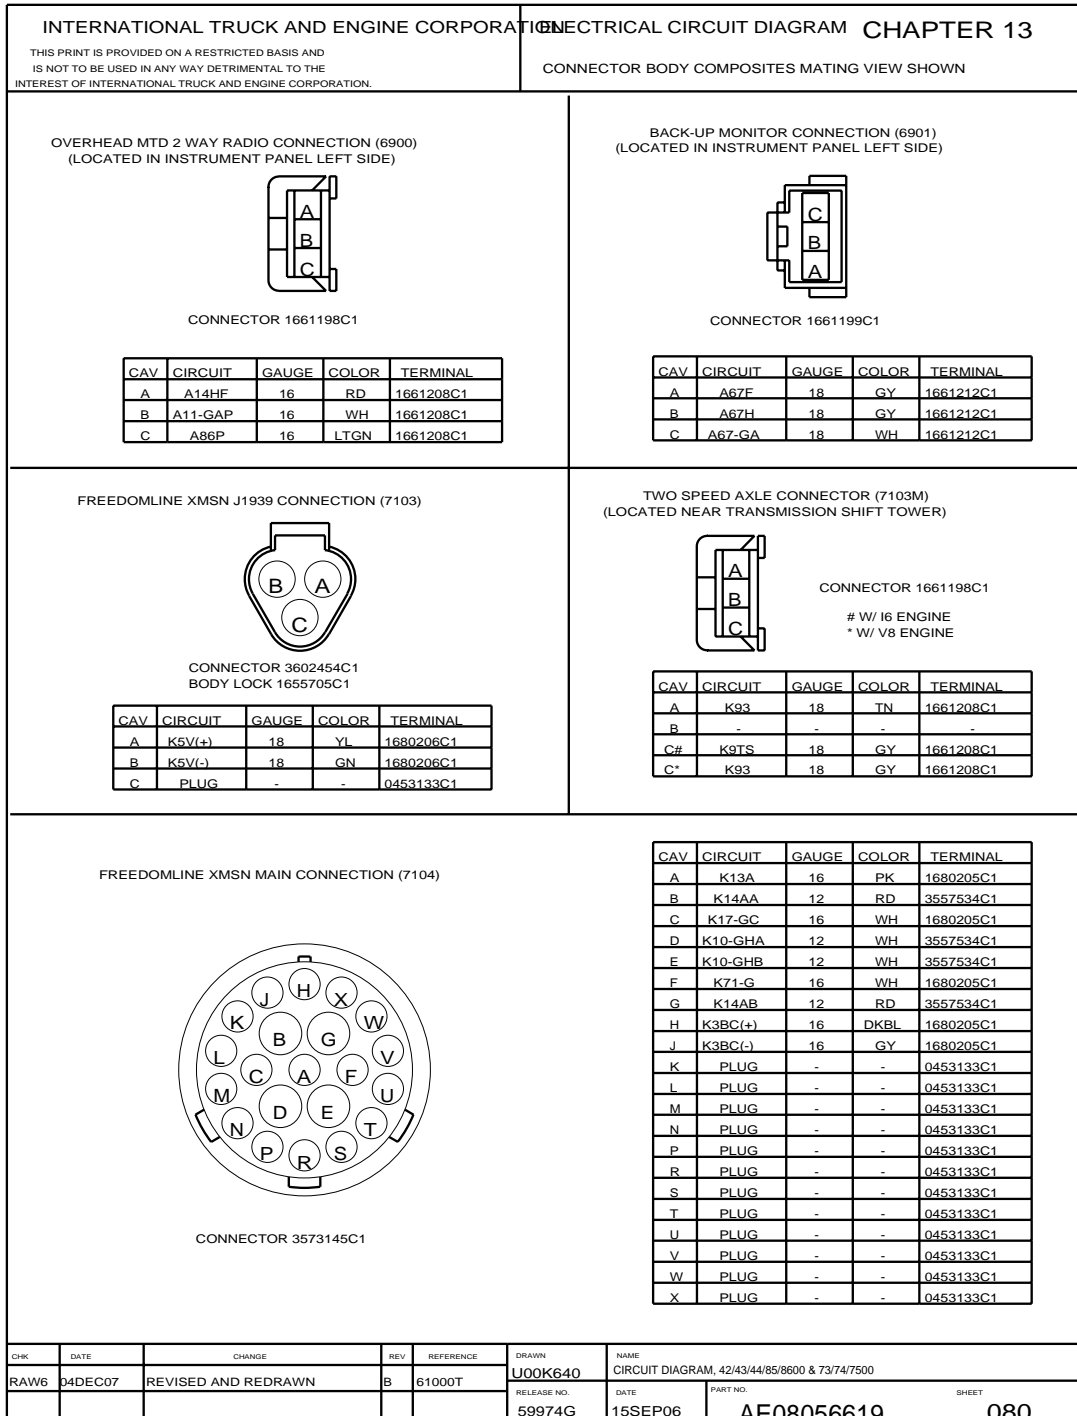 INTERNATIONAL TRUCK AND ENGINE CORPORATION
THIS PRINT IS PROVIDED ON A RESTRICTED BASIS AND
IS NOT TO BE USED IN ANY WAY DETRIMENTAL TO THE
INTEREST OF INTERNATIONAL TRUCK AND ENGINE CORPORATION.
ELECTRICAL CIRCUIT DIAGRAM CHAPTER 13
CONNECTOR BODY COMPOSITES MATING VIEW SHOWN
OVERHEAD MTD 2 WAY RADIO CONNECTION (6900)
(LOCATED IN INSTRUMENT PANEL LEFT SIDE)
A
B
C
CONNECTOR 1661198C1
CAV CIRCUIT GAUGE COLOR TERMINAL
A A14HF 16 RD 1661208C1
B A11-GAP 16 WH 1661208C1
C A86P 16 LTGN 1661208C1
BACK-UP MONITOR CONNECTION (6901)
(LOCATED IN INSTRUMENT PANEL LEFT SIDE)
C
B
A
CONNECTOR 1661199C1
CAV CIRCUIT GAUGE COLOR TERMINAL
A A67F 18 GY 1661212C1
B A67H 18 GY 1661212C1
C A67-GA 18 WH 1661212C1
FREEDOMLINE XMSN J1939 CONNECTION (7103)
B A
C
CONNECTOR 3602454C1
BODY LOCK 1655705C1
CAV CIRCUIT GAUGE COLOR TERMINAL
A K5V(+) 18 YL 1680206C1
B K5V(-) 18 GN 1680206C1
C PLUG - - 0453133C1
TWO SPEED AXLE CONNECTOR (7103M)
(LOCATED NEAR TRANSMISSION SHIFT TOWER)
A
B
C
CONNECTOR 1661198C1
# W/ I6 ENGINE
* W/ V8 ENGINE
CAV CIRCUIT GAUGE COLOR TERMINAL
A K93 18 TN 1661208C1
B - - - -
C# K9TS 18 GY 1661208C1
C* K93 18 GY 1661208C1
FREEDOMLINE XMSN MAIN CONNECTION (7104)
H
J X
K W
B G
L V
C A F
M U
D E
N T
P S
R
CONNECTOR 3573145C1
CAV CIRCUIT GAUGE COLOR TERMINAL
A K13A 16 PK 1680205C1
B K14AA 12 RD 3557534C1
C K17-GC 16 WH 1680205C1
D K10-GHA 12 WH 3557534C1
E K10-GHB 12 WH 3557534C1
F K71-G 16 WH 1680205C1
G K14AB 12 RD 3557534C1
H K3BC(+) 16 DKBL 1680205C1
J K3BC(-) 16 GY 1680205C1
K PLUG - - 0453133C1
L PLUG - - 0453133C1
M PLUG - - 0453133C1
N PLUG - - 0453133C1
P PLUG - - 0453133C1
R PLUG - - 0453133C1
S PLUG - - 0453133C1
T PLUG - - 0453133C1
U PLUG - - 0453133C1
V PLUG - - 0453133C1
W PLUG - - 0453133C1
X PLUG - - 0453133C1
CHK DATE CHANGE REV REFERENCE
RAW6 04DEC07 REVISED AND REDRAWN B 61000T
DRAWN
U00K640
NAME
CIRCUIT DIAGRAM, 42/43/44/85/8600 & 73/74/7500
RELEASE NO.
59974G
DATE
15SEP06
PART NO.
AE08056619
SHEET
080